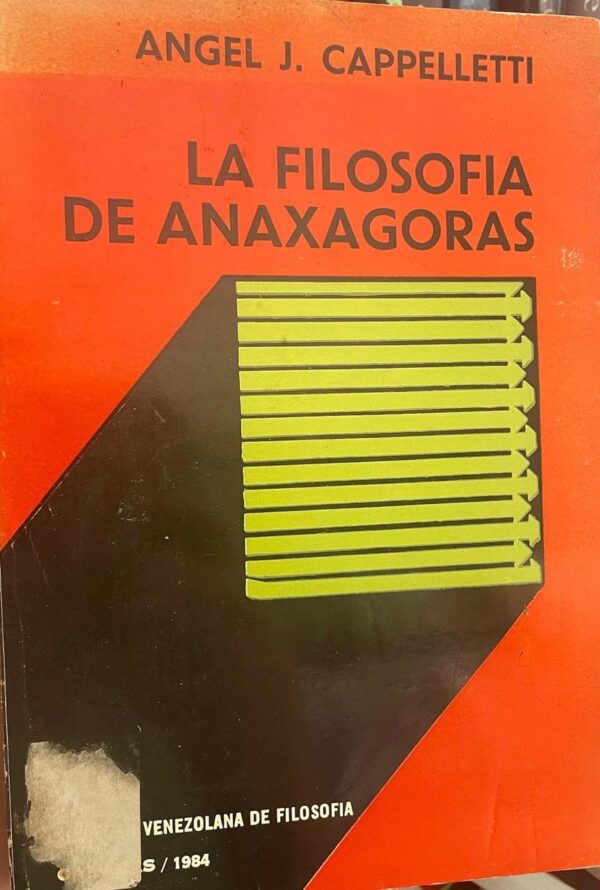 ANGEL J. CAPPELLETTI
LA FILOSOFIA
DE ANAXAGORAS
VENEZOLANA DE FILOSOFIA
S / 1984